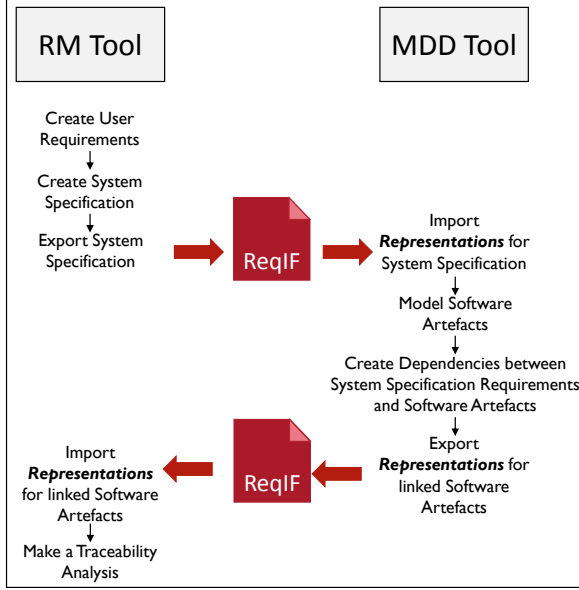 RM Tool
MDD Tool
Create User
Requirements
Create System
Specification
Export System
Specification
ReqIF
Import
Representations for
System Specification
Model Software
Artefacts
Create Dependencies between
System Specification Requirements
and Software Artefacts
Export
Representations for
linked Software
Artefacts
ReqIF
Import
Representations
for linked Software
Artefacts
Make a Traceability
Analysis